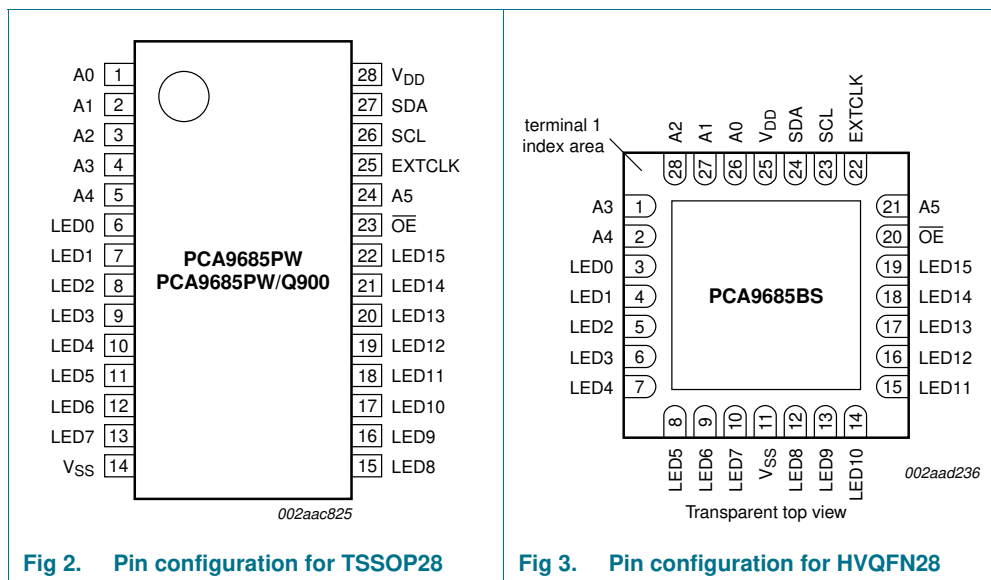 A0 1
A1 2
A2 3
A3 4
A4 5
LED0 6
LED1 7
LED2 8
LED3 9
LED4 10
LED5 11
LED6 12
LED7 13
VSS 14
PCA9685PW
PCA9685PW/Q900
28 VDD
27 SDA
26 SCL
25 EXTCLK
24 A5
23 OE
22 LED15
21 LED14
20 LED13
19 LED12
18 LED11
17 LED10
16 LED9
15 LED8
002aac825
Fig 2. Pin configuration for TSSOP28
terminal 1
index area
28 A2
27 A1
26 A0
25 VDD
24 SDA
23 SCL
22 EXTCLK
A3 1
A4 2
LED0 3
LED1 4
LED2 5
LED3 6
LED4 7
PCA9685BS
21 A5
20 OE
19 LED15
18 LED14
17 LED13
16 LED12
15 LED11
LED5 8
LED6 9
LED7 10
VSS 11
LED8 12
LED9 13
LED10 14
002aad236
Transparent top view
Fig 3. Pin configuration for HVQFN28